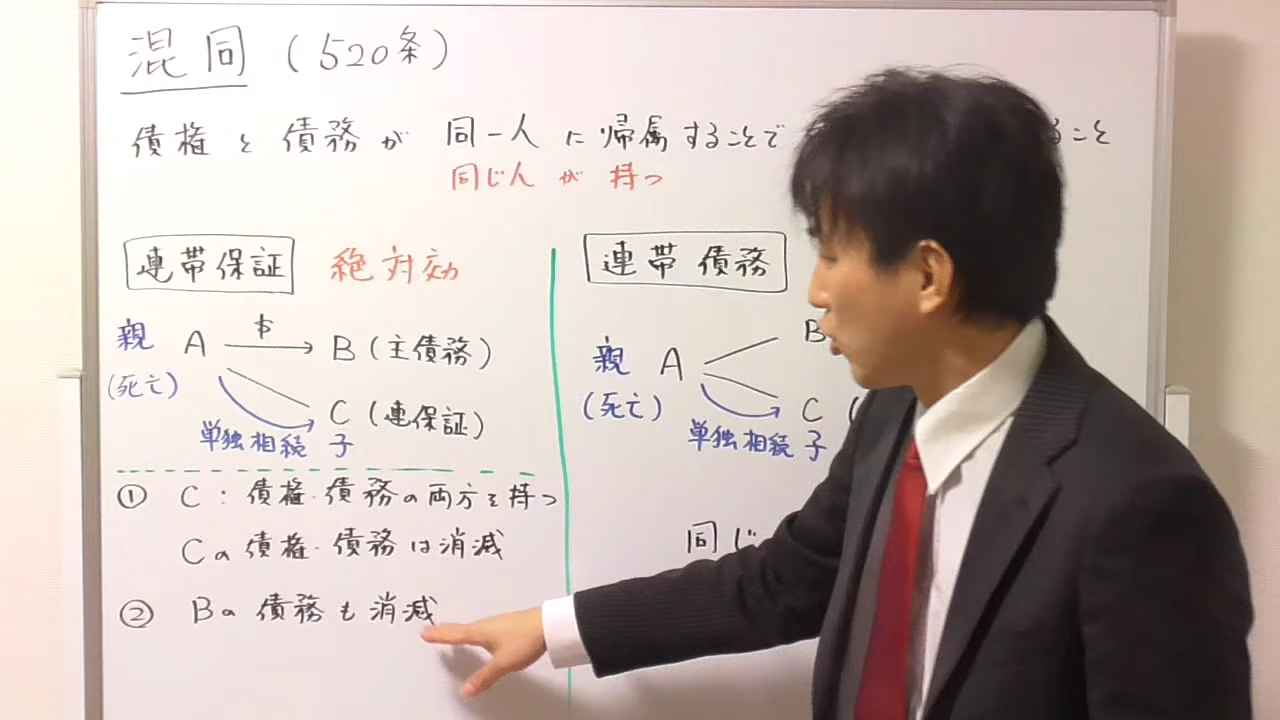 混同 (520条)
債権と債務が 同一人に帰属することで
ること
同じ人が持つ
連帯保証 絶対効
親 A → B (主債務)
(死亡)
C (連保証)
単独相続 子
① C：債権・債務の両方を持つ
Cの債権・債務は消滅
② Bの債務も消滅
連帯債務
親 A B
(死亡) C (
単独相続 子
同じ